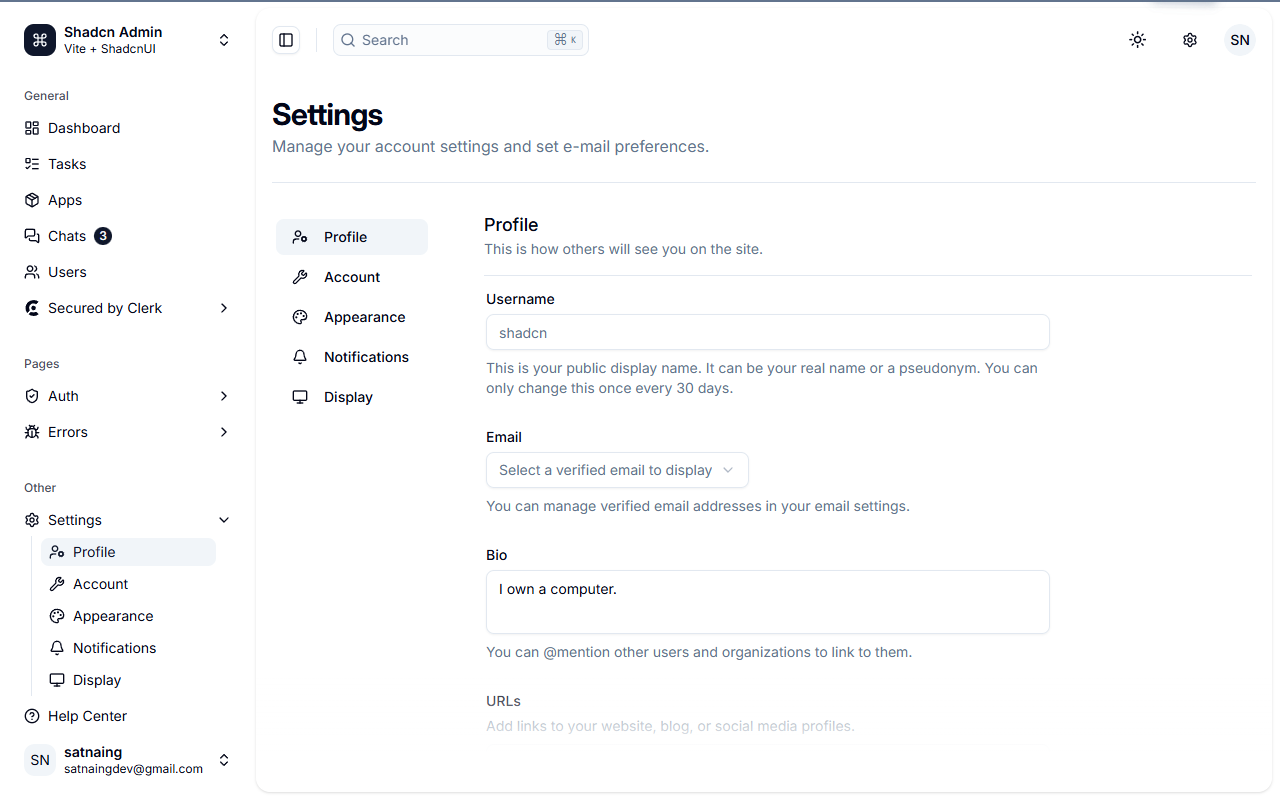 Shadcn Admin
Vite + ShadcnUI
General
Dashboard
Tasks
Apps
Chats 3
Users
Secured by Clerk
Pages
Auth
Errors
Other
Settings
Profile
Account
Appearance
Notifications
Display
Help Center
SN
satnaing
satnaingdev@gmail.com
Search ⌘ K
SN
Settings
Manage your account settings and set e-mail preferences.
Profile
Account
Appearance
Notifications
Display
Profile
This is how others will see you on the site.
Username
shadcn
This is your public display name. It can be your real name or a pseudonym. You can
only change this once every 30 days.
Email
Select a verified email to display
You can manage verified email addresses in your email settings.
Bio
I own a computer.
You can @mention other users and organizations to link to them.
URLs
Add links to your website, blog, or social media profiles.